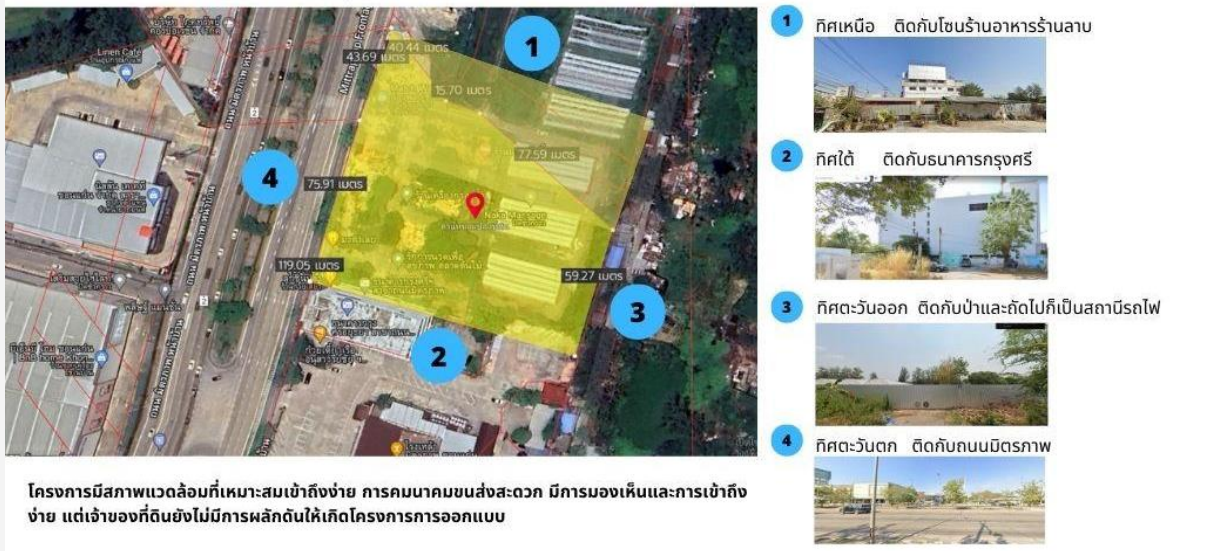 1 ทิศเหนือ ติดกับโซนร้านอาหารร้านลาบ
2 ทิศใต้ ติดกับธนาคารกรุงศรี
3 ทิศตะวันออก ติดกับป่าและถัดไปก็เป็นสถานีรถไฟ
4 ทิศตะวันตก ติดกับถนนมิตรภาพ
Linen Café
1
40.44 เมตร
43.69 เมตร
15.70 เมตร
77.59 เมตร
4
75.91 เมตร
119.05 เมตร
59.27 เมตร
3
2
โครงการมีสภาพแวดล้อมที่เหมาะสมเข้าถึงง่าย การคมนาคมขนส่งสะดวก มีการมองเห็นและการเข้าถึง
ง่าย แต่เจ้าของที่ดินยังไม่มีการผลักดันให้เกิดโครงการการออกแบบ